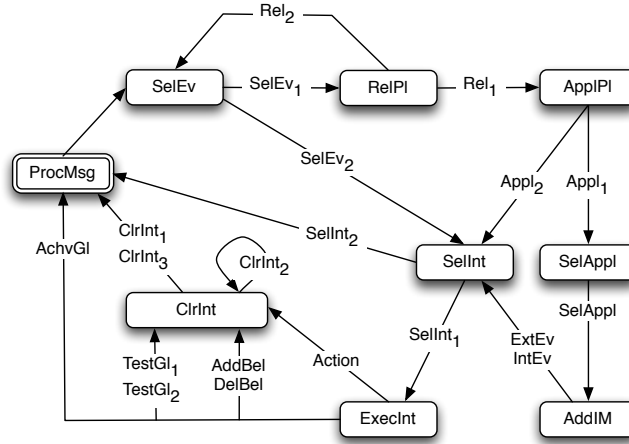 Rel₂
SelEv
SelEv₁
RelPl
Rel₁
ApplPl
SelEv₂
ProcMsg
Appl₂
Appl₁
AchvGl
ClrInt₁
ClrInt₃
SelInt₂
ClrInt₂
SelInt
SelAppl
ClrInt
SelInt₁
SelAppl
TestGl₁
TestGl₂
AddBel
DelBel
Action
ExtEv
IntEv
ExecInt
AddIM